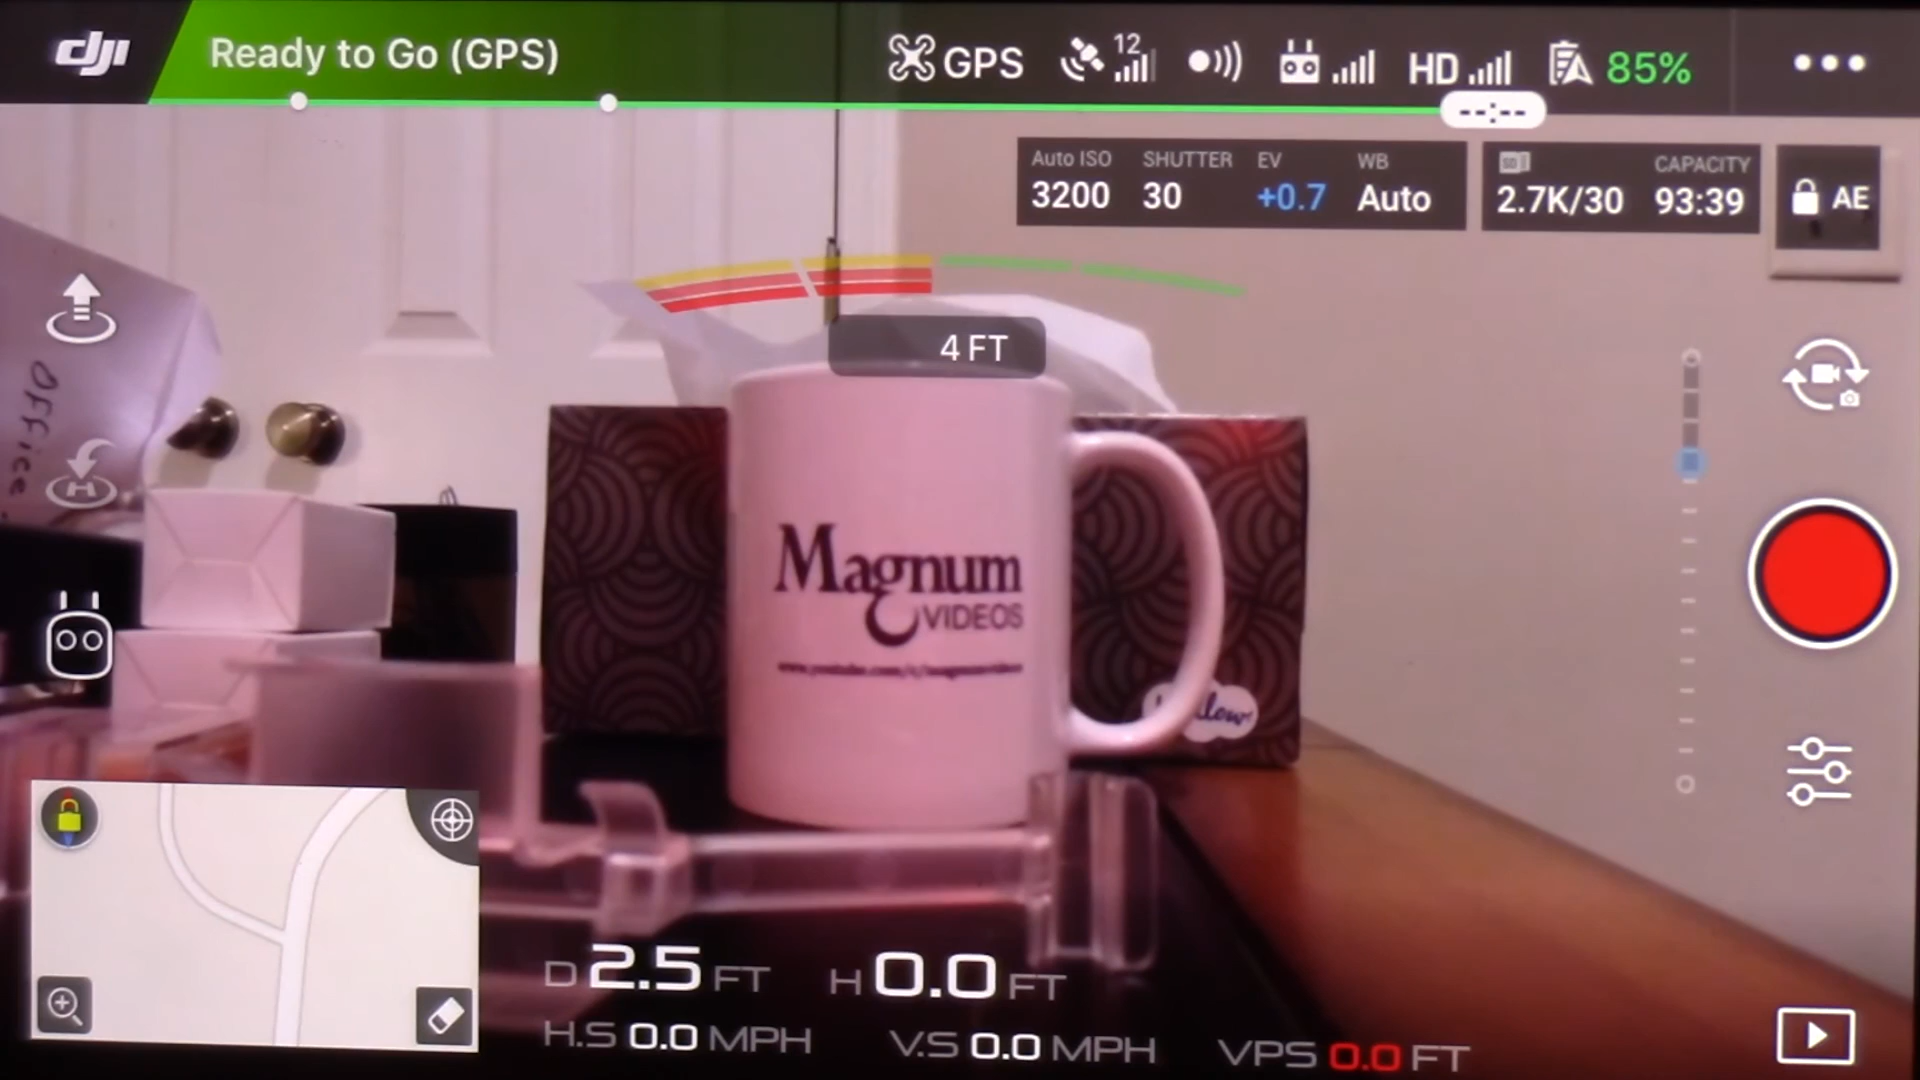 dji
Ready to Go (GPS)
GPS
12
HD
85%
--:--
Auto ISO
3200
SHUTTER
30
EV
+0.7
WB
Auto
2.7K/30
CAPACITY
93:39
AE
4 FT
OFFice
Magnum
VIDEOS
D 2.5 FT
H 0.0 FT
H.S 0.0 MPH
V.S 0.0 MPH
VPS 0.0 FT